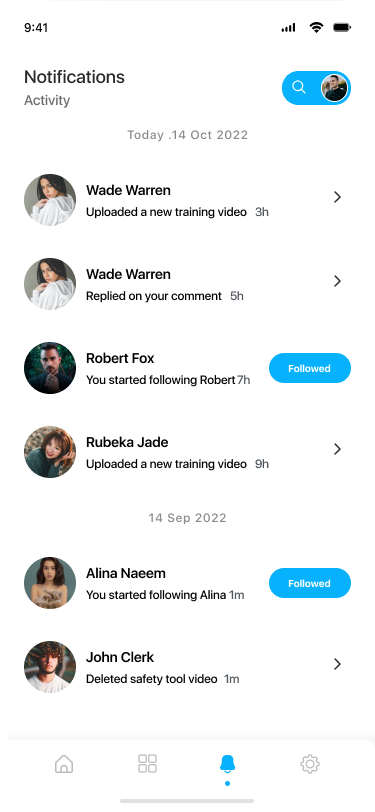 9:41
Notifications
Activity
Today .14 Oct 2022
Wade Warren
Uploaded a new training video 3h
Wade Warren
Replied on your comment 5h
Robert Fox
You started following Robert 7h
Followed
Rubeka Jade
Uploaded a new training video 9h
14 Sep 2022
Alina Naeem
You started following Alina 1m
Followed
John Clerk
Deleted safety tool video 1m